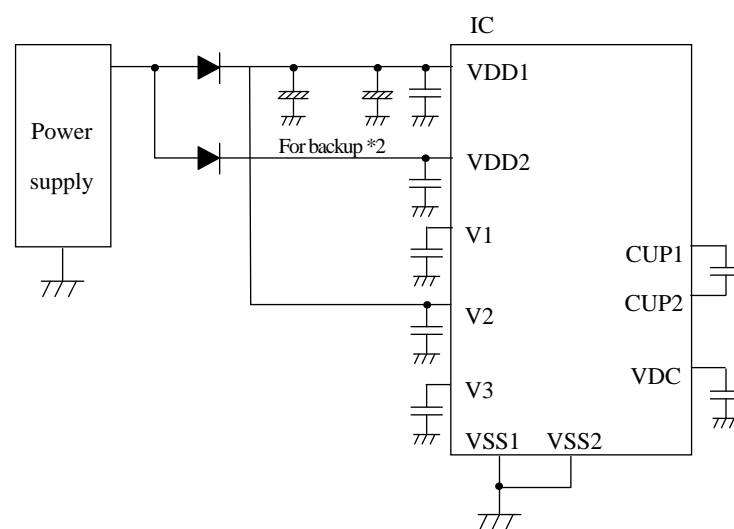 IC
VDD1
Power
supply
For backup *2
VDD2
V1
CUP1
CUP2
V2
VDC
V3
VSS1 VSS2